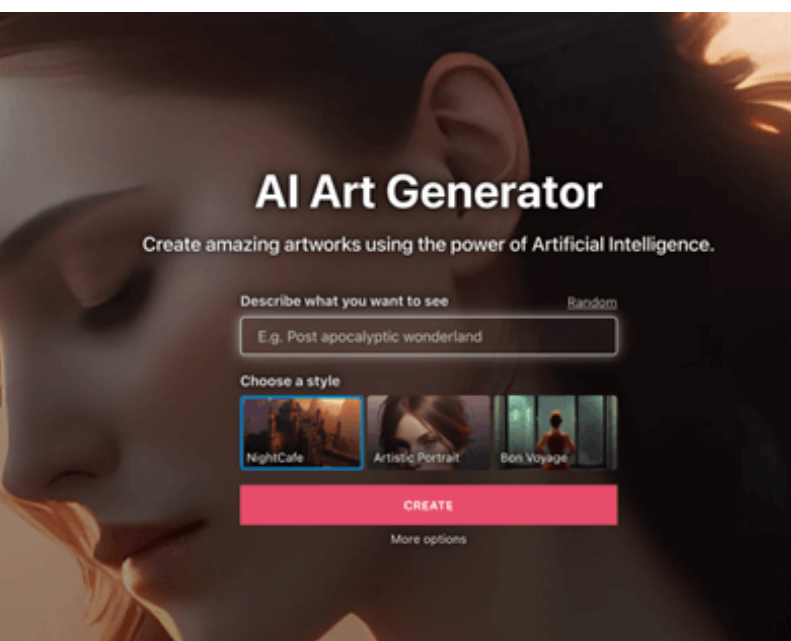 AI Art Generator
Create amazing artworks using the power of Artificial Intelligence.
Describe what you want to see Random
E.g. Post apocalyptic wonderland
Choose a style
NightCafe Artistic Portrait Bon Voyage
CREATE
More options